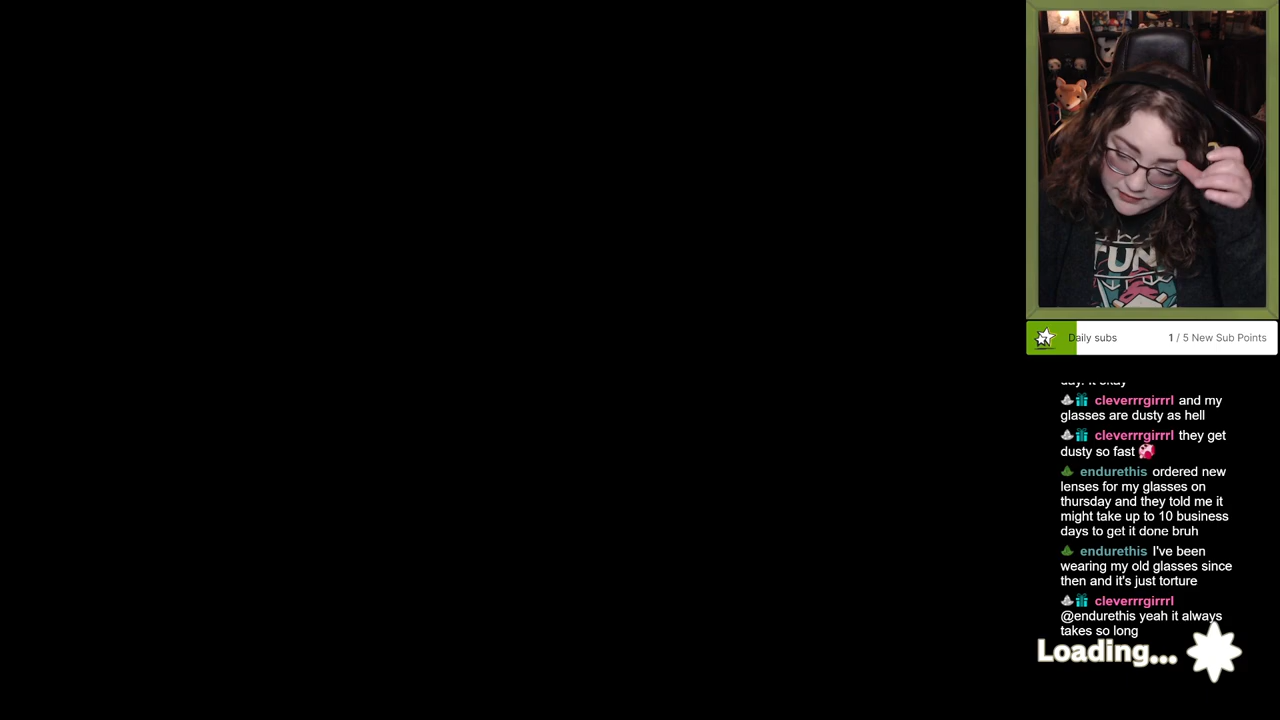 TUN
Daily subs 1 / 5 New Sub Points
day. it okay
cleverrrgirrrl and my
glasses are dusty as hell
cleverrrgirrrl they get
dusty so fast
endurethis ordered new
lenses for my glasses on
thursday and they told me it
might take up to 10 business
days to get it done bruh
endurethis I've been
wearing my old glasses since
then and it's just torture
cleverrrgirrrl
@endurethis yeah it always
takes so long
Loading...